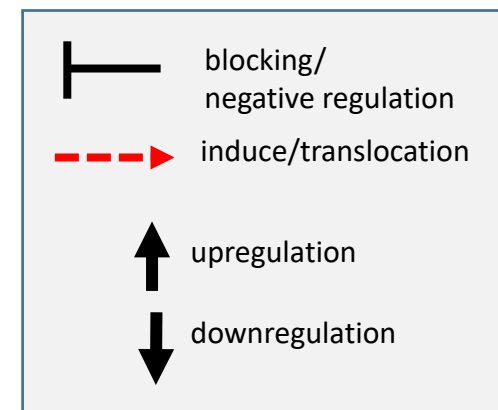 blocking/
negative regulation
induce/translocation
upregulation
downregulation